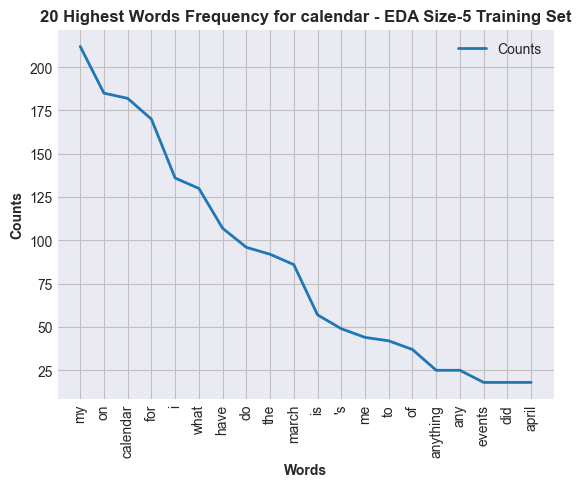 20 Highest Words Frequency for calendar - EDA Size-5 Training Set
Counts
200
175
150
125
100
75
50
25
Counts
my
on
calendar
for
i
what
have
do
the
march
is
's
me
to
of
anything
any
events
did
april
Words